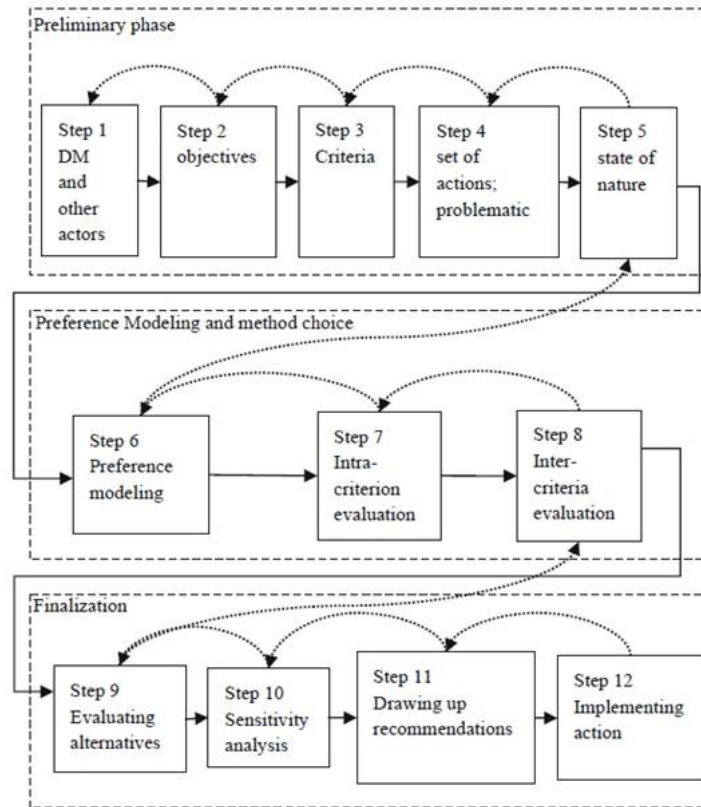 Preliminary phase
Step 1
DM
and
other
actors
Step 2
objectives
Step 3
Criteria
Step 4
set of
actions;
problematic
Step 5
state of
nature
Preference Modeling and method choice
Step 6
Preference
modeling
Step 7
Intra-
criterion
evaluation
Step 8
Inter-
criteria
evaluation
Finalization
Step 9
Evaluating
alternatives
Step 10
Sensitivity
analysis
Step 11
Drawing up
recommendations
Step 12
Implementing
action